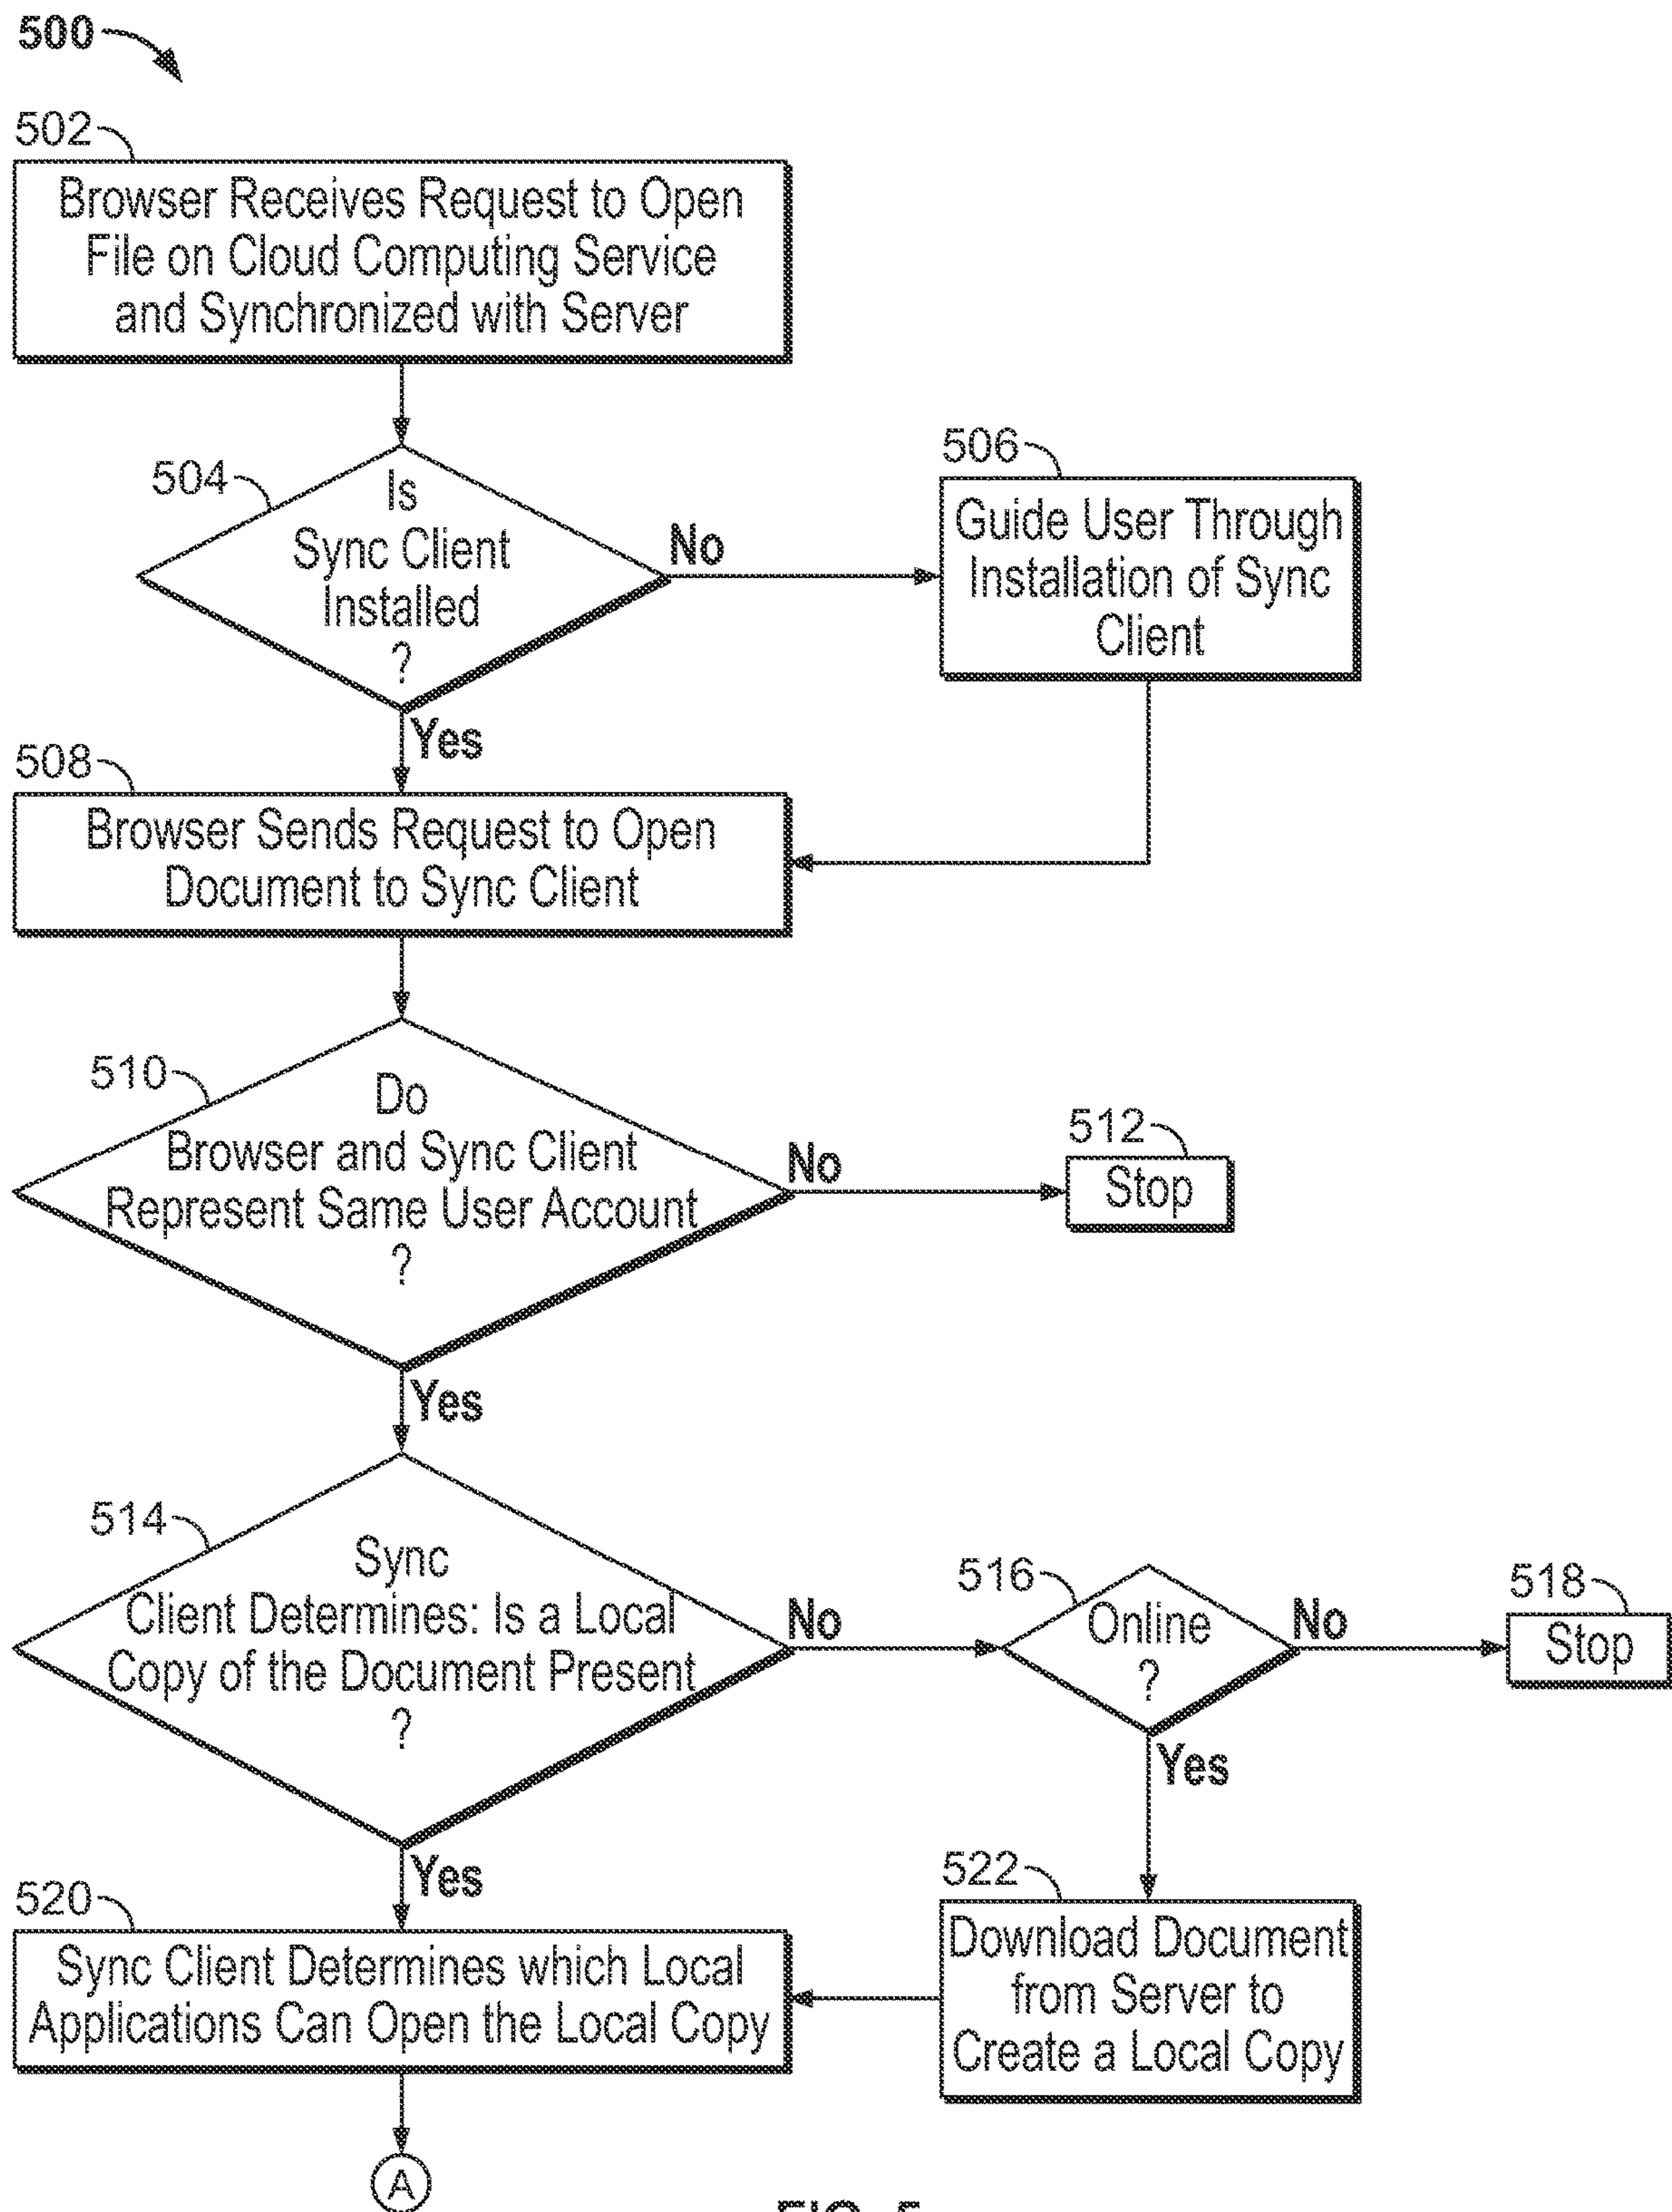 500
502
Browser Receives Request to Open
File on Cloud Computing Service
and Synchronized with Server
504
Is
Sync Client
Installed
?
No
506
Guide User Through
Installation of Sync
Client
Yes
508
Browser Sends Request to Open
Document to Sync Client
510
Do
Browser and Sync Client
Represent Same User Account
?
No
512
Stop
Yes
514
Sync
Client Determines: Is a Local
Copy of the Document Present
?
No
516
Online
?
No
518
Stop
Yes
Yes
520
Sync Client Determines which Local
Applications Can Open the Local Copy
522
Download Document
from Server to
Create a Local Copy
A
FIG. 5